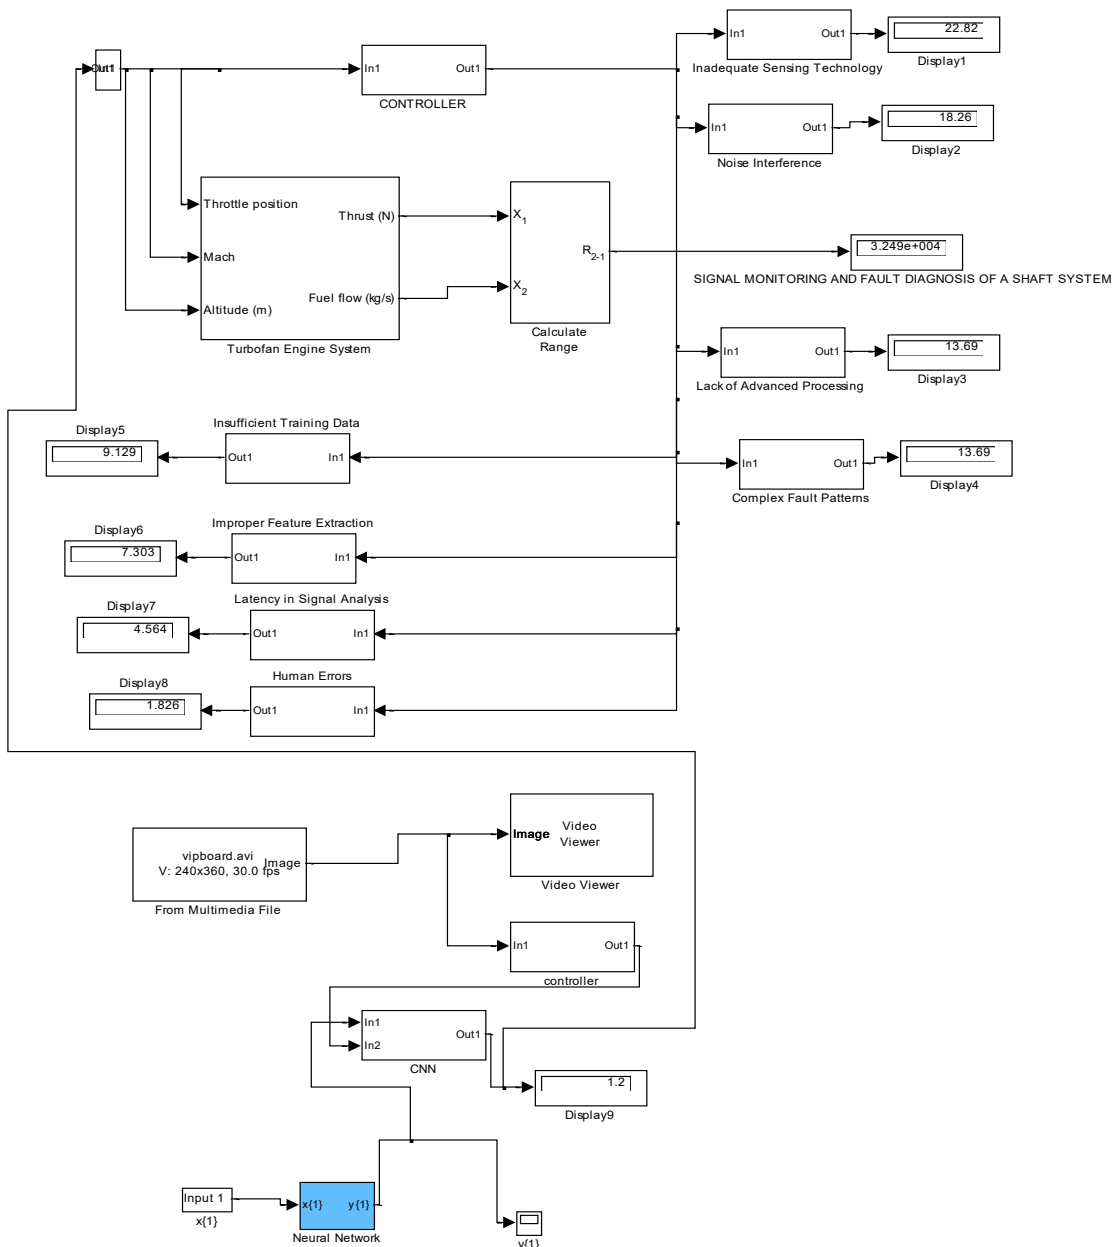 In1
Out1
22.82
Inadequate Sensing Technology
Display1
Out1
In1
Out1
CONTROLLER
In1
Out1
18.26
Noise Interference
Display2
Throttle position
Thrust (N)
Mach
Fuel flow (kg/s)
Altitude (m)
Turbofan Engine System
X1
R2-1
X2
Calculate
Range
3.249e+004
SIGNAL MONITORING AND FAULT DIAGNOSIS OF A SHAFT SYSTEM
In1
Out1
13.69
Lack of Advanced Processing
Display3
Display5
Insufficient Training Data
9.129
Out1
In1
In1
Out1
13.69
Complex Fault Patterns
Display4
Display6
Improper Feature Extraction
7.303
Out1
In1
Display7
Latency in Signal Analysis
4.564
Out1
In1
Display8
Human Errors
1.826
Out1
In1
vipboard.avi
V: 240x360, 30.0 fps
Image
From Multimedia File
Image
Video
Viewer
Video Viewer
In1
Out1
controller
In1
In2
Out1
CNN
1.2
Display9
Input 1
x{1}
x{1}
y{1}
Neural Network
y{1}